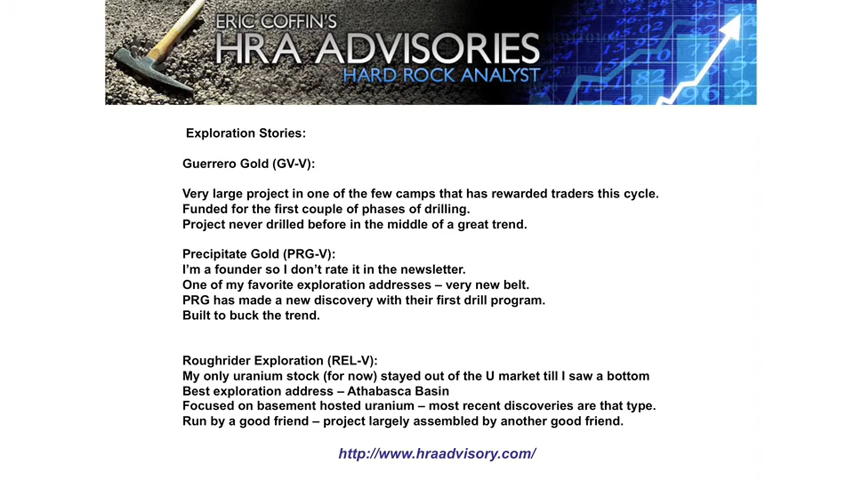 ERIC COFFIN'S
HRA ADVISORIES
HARD ROCK ANALYST
Exploration Stories:
Guerrero Gold (GV-V):
Very large project in one of the few camps that has rewarded traders this cycle.
Funded for the first couple of phases of drilling.
Project never drilled before in the middle of a great trend.
Precipitate Gold (PRG-V):
I'm a founder so I don't rate it in the newsletter.
One of my favorite exploration addresses – very new belt.
PRG has made a new discovery with their first drill program.
Built to buck the trend.
Roughrider Exploration (REL-V):
My only uranium stock (for now) stayed out of the U market till I saw a bottom
Best exploration address – Athabasca Basin
Focused on basement hosted uranium – most recent discoveries are that type.
Run by a good friend – project largely assembled by another good friend.
http://www.hraadvisory.com/